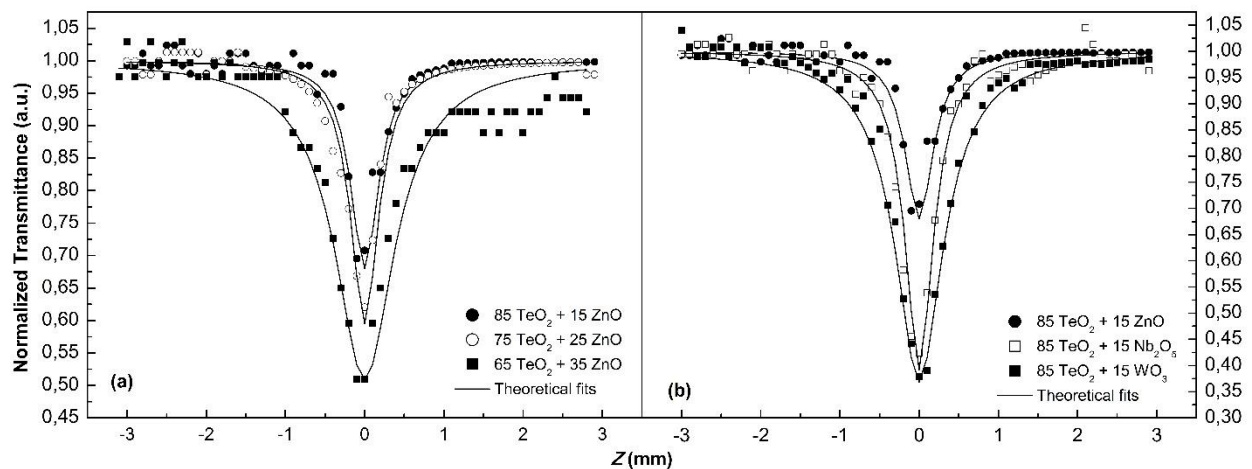 Normalized Transmittance (a.u.)
1,05
1,00
0,95
0,90
0,85
0,80
0,75
0,70
0,65
0,60
0,55
0,50
0,45
(a)
85 TeO₂ + 15 ZnO
75 TeO₂ + 25 ZnO
65 TeO₂ + 35 ZnO
Theoretical fits
-3 -2 -1 0 1 2 3
(b)
85 TeO₂ + 15 ZnO
85 TeO₂ + 15 Nb₂O₅
85 TeO₂ + 15 WO₃
Theoretical fits
-3 -2 -1 0 1 2 3
1,05
1,00
0,95
0,90
0,85
0,80
0,75
0,70
0,65
0,60
0,55
0,50
0,45
0,40
0,35
0,30
Z (mm)